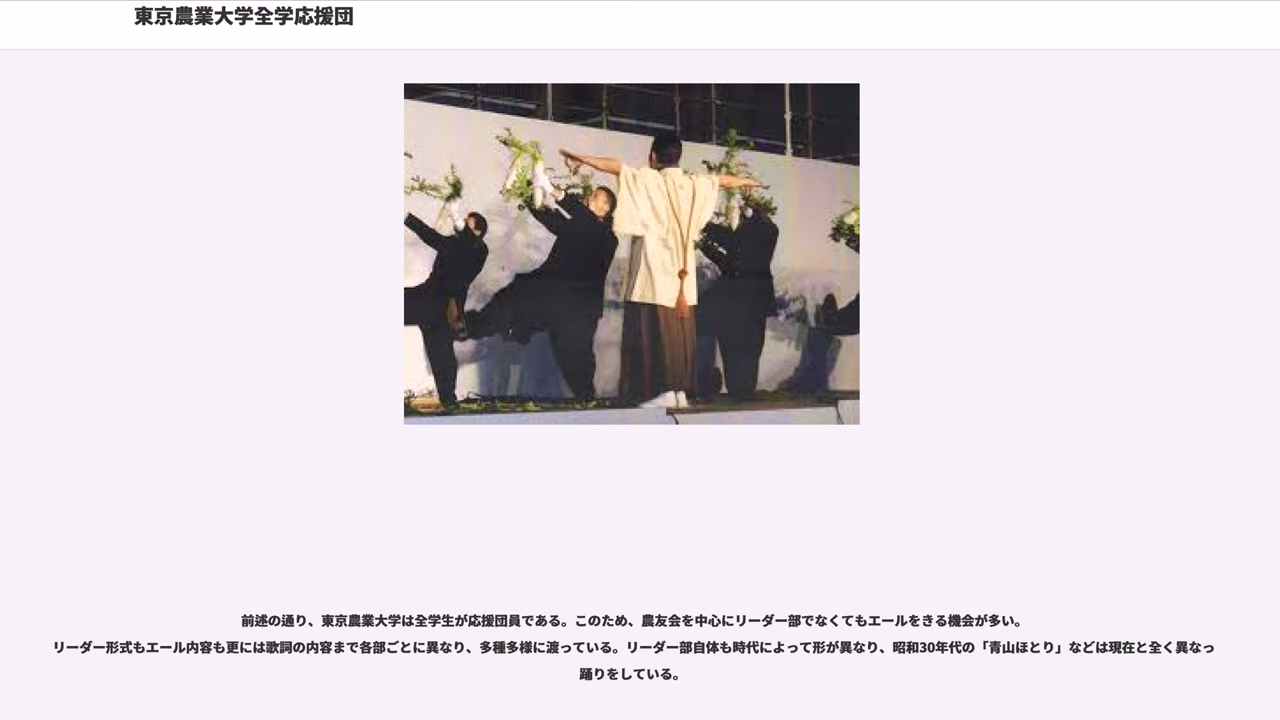 東京農業大学全学応援団
前述の通り、東京農業大学は全学生が応援団員である。このため、農友会を中心にリーダー部でなくてもエールをきる機会が多い。
リーダー形式もエール内容も更には歌詞の内容まで各部ごとに異なり、多種多様に渡っている。リーダー部自体も時代によって形が異なり、昭和30年代の「青山ほとり」などは現在と全く異なっ
踊りをしている。